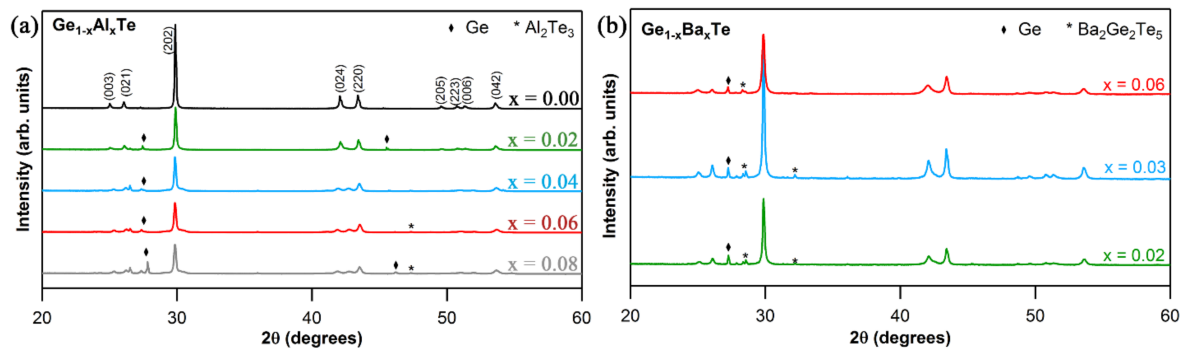 (a)
Ge1-xAlxTe
♦ Ge * Al2Te3
(003)
(021)
(202)
(024)
(220)
(205)
(223)
(006)
(042)
x = 0.00
x = 0.02
x = 0.04
x = 0.06
x = 0.08
*
*
Intensity (arb. units)
20 30 40 50 60
2θ (degrees)
(b)
Ge1-xBaxTe
♦ Ge * Ba2Ge2Te5
*
x = 0.06
*
*
x = 0.03
*
*
x = 0.02
Intensity (arb. units)
20 30 40 50 60
2θ (degrees)